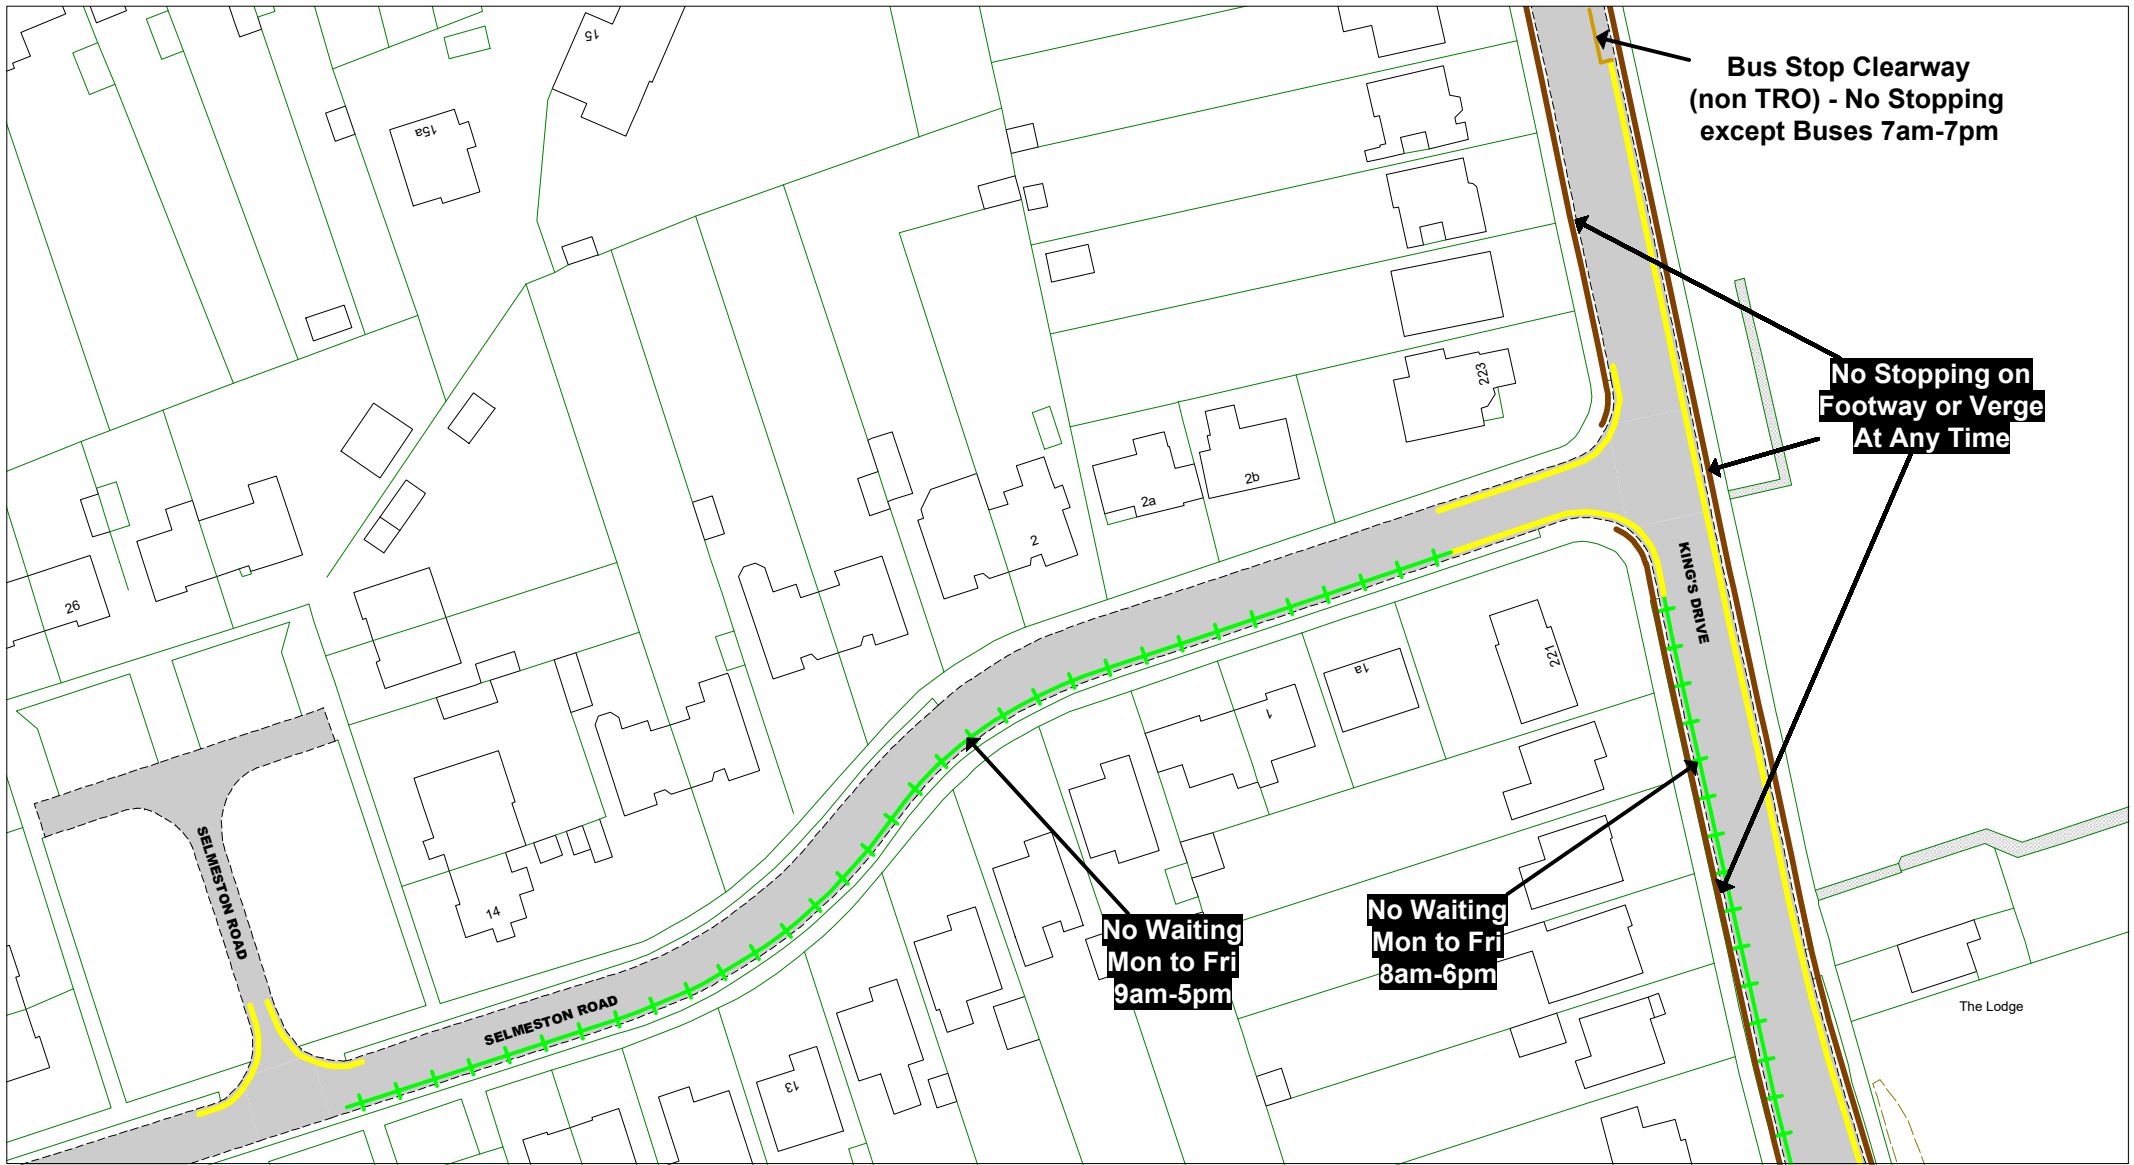 15
15a
Bus Stop Clearway
(non TRO) - No Stopping
except Buses 7am-7pm
No Stopping on
Footway or Verge
At Any Time
223
2b
2a
2
26
KING'S DRIVE
221
1a
1
SELMESTON ROAD
14
No Waiting
Mon to Fri
9am-5pm
No Waiting
Mon to Fri
8am-6pm
The Lodge
SELMESTON ROAD
13